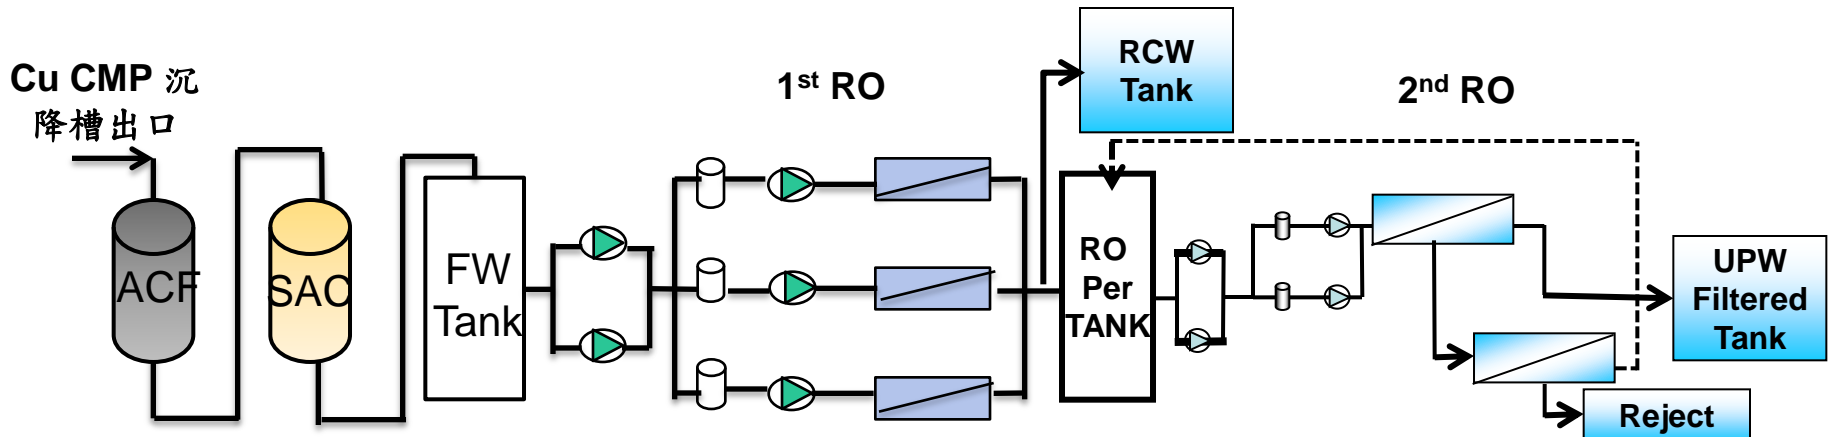 Cu CMP 沉
降槽出口
ACF
SAC
FW
Tank
1st RO
RCW
Tank
RO
Per
TANK
2nd RO
UPW
Filtered
Tank
Reject